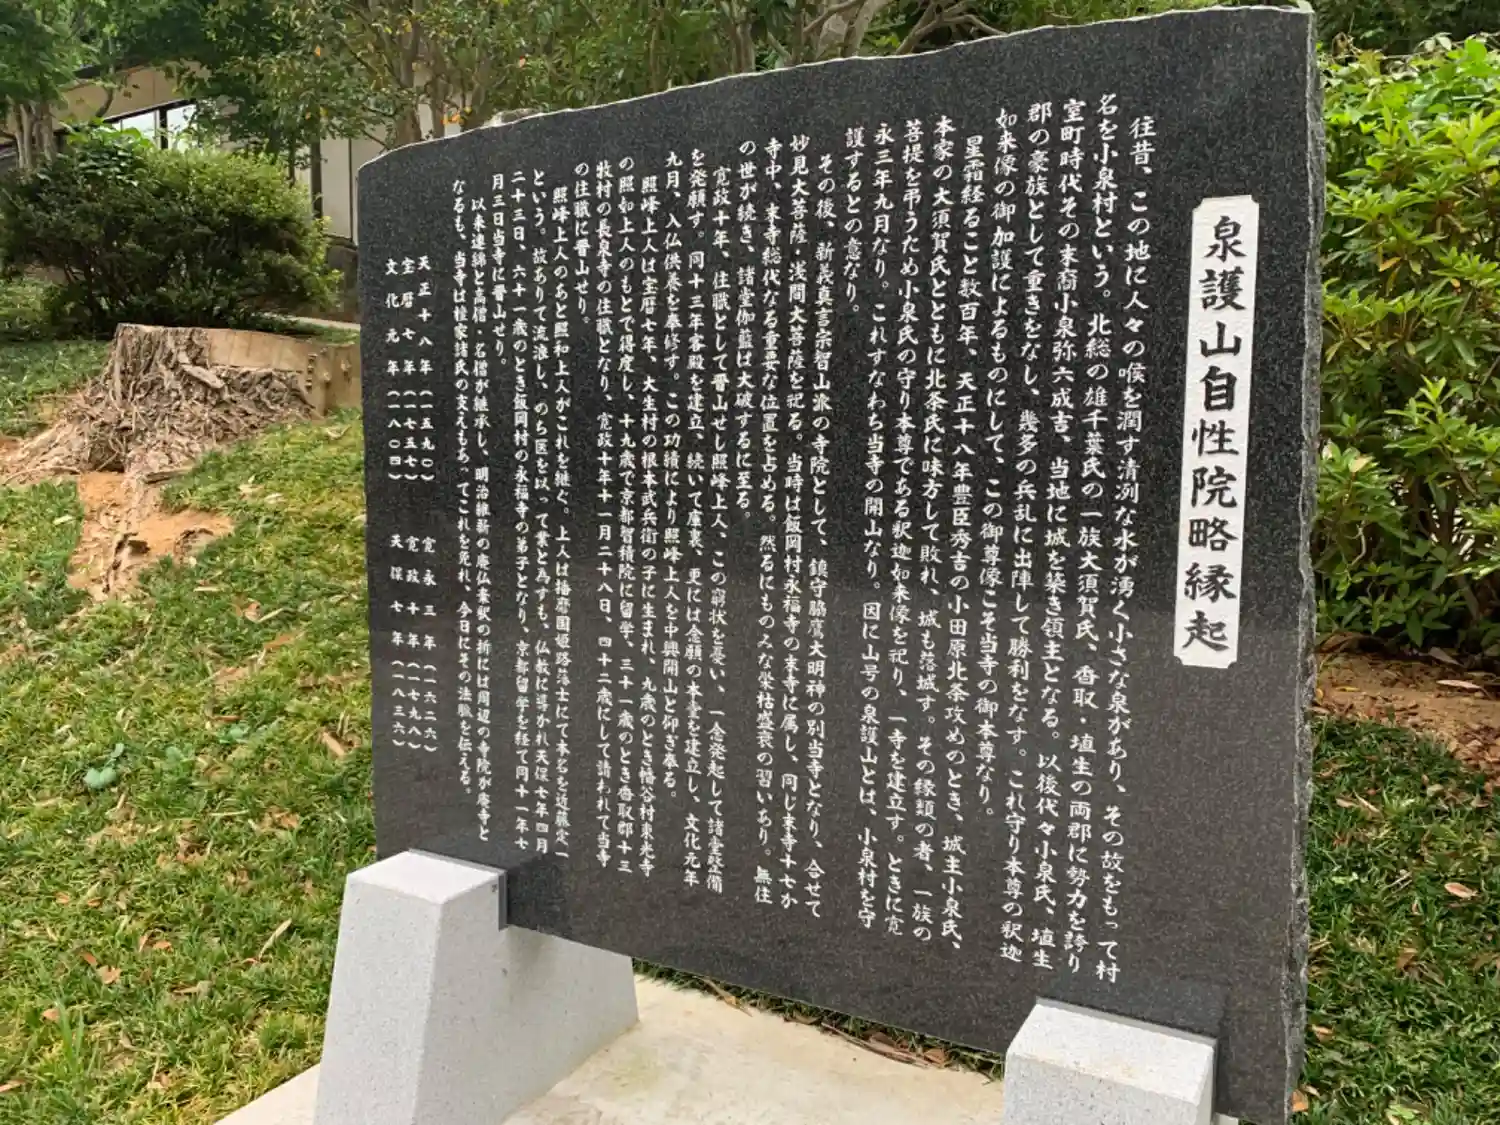 泉護山自性院略縁起
往昔、この地に人々の喉を潤す清洌な水が湧く小さな泉があり、その故をもって村
名を小泉村という。北総の雄千葉氏の一族大須賀氏、香取・埴生の両郡に勢力を誇り
室町時代その末裔小泉弥六成吉、当地に城を築き領主となる。以後代々小泉氏、埴生
郡の豪族として重きをなし、幾多の兵乱に出陣して勝利をなす。これ守り本尊の釈迦
如来像の御加護によるものにして、この御尊像こそ当寺の御本尊なり。
星霜経ること数百年、天正十八年豊臣秀吉の小田原北条攻めのとき、城主小泉氏、
本家の大須賀氏とともに北条氏に味方して敗れ、城も落城す。その縁類の者、一族の
菩提を弔うため小泉氏の守り本尊である釈迦如来像を祀り、一寺を建立す。ときに寛
永三年九月なり。これすなわち当寺の開山なり。因に山号の泉護山とは、小泉村を守
護するとの意なり。
その後、新義真言宗智山派の寺院として、鎮守脇鷹大明神の別当寺となり、合せて
妙見大菩薩・浅間大菩薩を祀る。当時は飯岡村永福寺の末寺に属し、同じ末寺十七か
寺中、末寺総代なる重要な位置を占める。然るにものみな栄枯盛衰の習いあり。無住
の世が続き、諸堂伽藍は大破するに至る。
寛政十年、住職として晋山せし照峰上人、この窮状を憂い、一念発起して諸堂整備
を発願す。同十三年客殿を建立、続いて庫裏、更には念願の本堂を建立し、文化元年
九月、入仏供養を奉修す。この功績により照峰上人を中興開山と仰ぎ奉る。
照峰上人は宝暦七年、大生村の根本武兵衛の子に生まれ、九歳のとき幡谷村東光寺
の照如上人のもとで得度し、十九歳で京都智積院に留学、三十一歳のとき香取郡十三
牧村の長泉寺の住職となり、寛政十年十一月二十八日、四十二歳にして請われて当寺
の住職に晋山せり。
照峰上人のあと照和上人がこれを継ぐ。上人は播磨国姫路藩士にて本名を近藤定一
という。故ありて流浪し、のち医を以って業と為すも、仏教に導かれ天保七年四月
二十三日、六十一歳のとき飯岡村の永福寺の弟子となり、京都留学を経て同十一年七
月三日当寺に晋山せり。
以来連綿と高僧・名僧が継承し、明治維新の廃仏棄釈の折には周辺の寺院が廃寺と
なるも、当寺は檀家諸氏の支えもあってこれを免れ、今日にその法脈を伝える。
天正十八年（一五九〇）　寛永三年（一六二六）
宝暦七年（一七五七）　寛政十年（一七九八）
文化元年（一八〇四）　天保七年（一八三六）